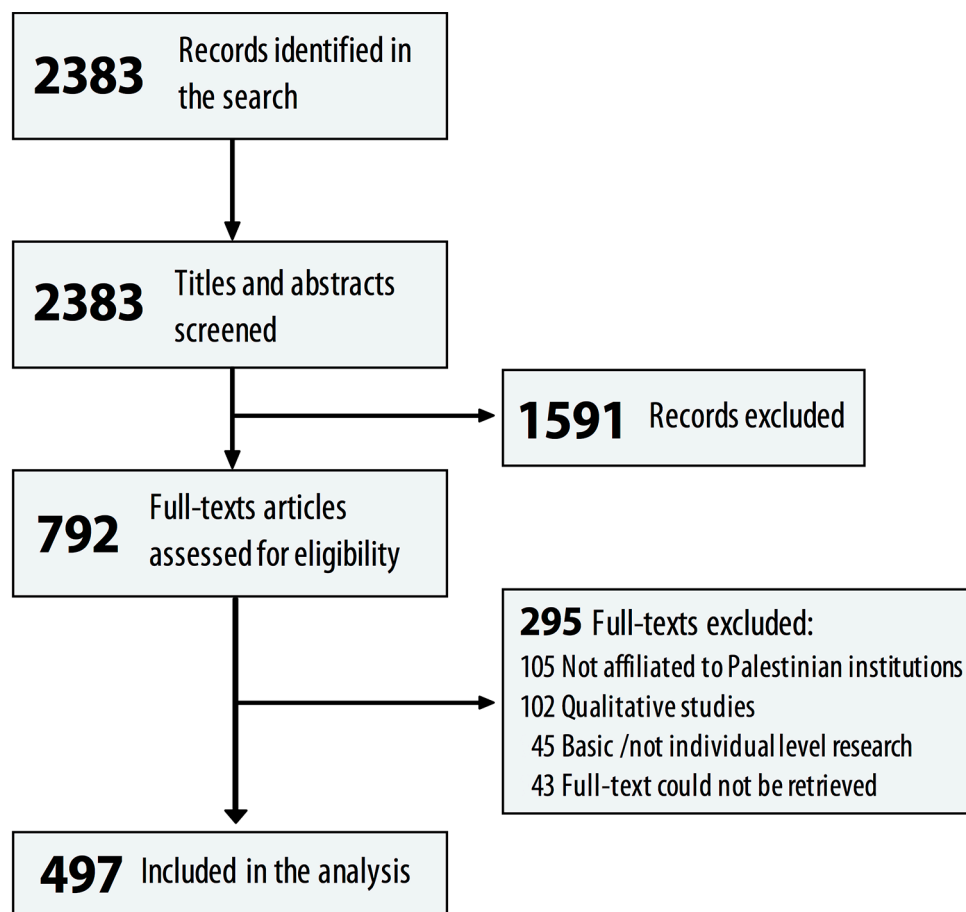 2383 Records identified in
the search
2383 Titles and abstracts
screened
1591 Records excluded
792 Full-texts articles
assessed for eligibility
295 Full-texts excluded:
105 Not affiliated to Palestinian institutions
102 Qualitative studies
45 Basic /not individual level research
43 Full-text could not be retrieved
497 Included in the analysis